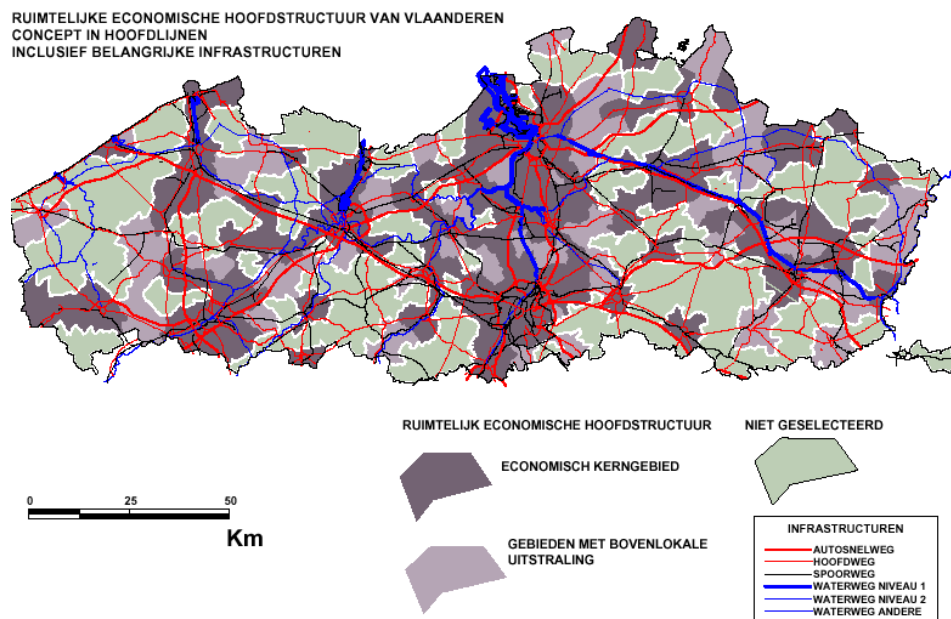 RUIMTELIJKE ECONOMISCHE HOOFDSTRUCTUUR VAN VLAANDEREN
CONCEPT IN HOOFDLIJNEN
INCLUSIEF BELANGRIJKE INFRASTRUCTUREN
RUIMTELIJK ECONOMISCHE HOOFDSTRUCTUUR
NIET GESELECTEERD
ECONOMISCH KERNGEBIED
GEBIEDEN MET BOVENLOKALE
UITSTRALING
0 25 50
Km
INFRASTRUCTUREN
AUTOSNELWEG
HOOFDWEG
SPOORWEG
WATERWEG NIVEAU 1
WATERWEG NIVEAU 2
WATERWEG ANDERE